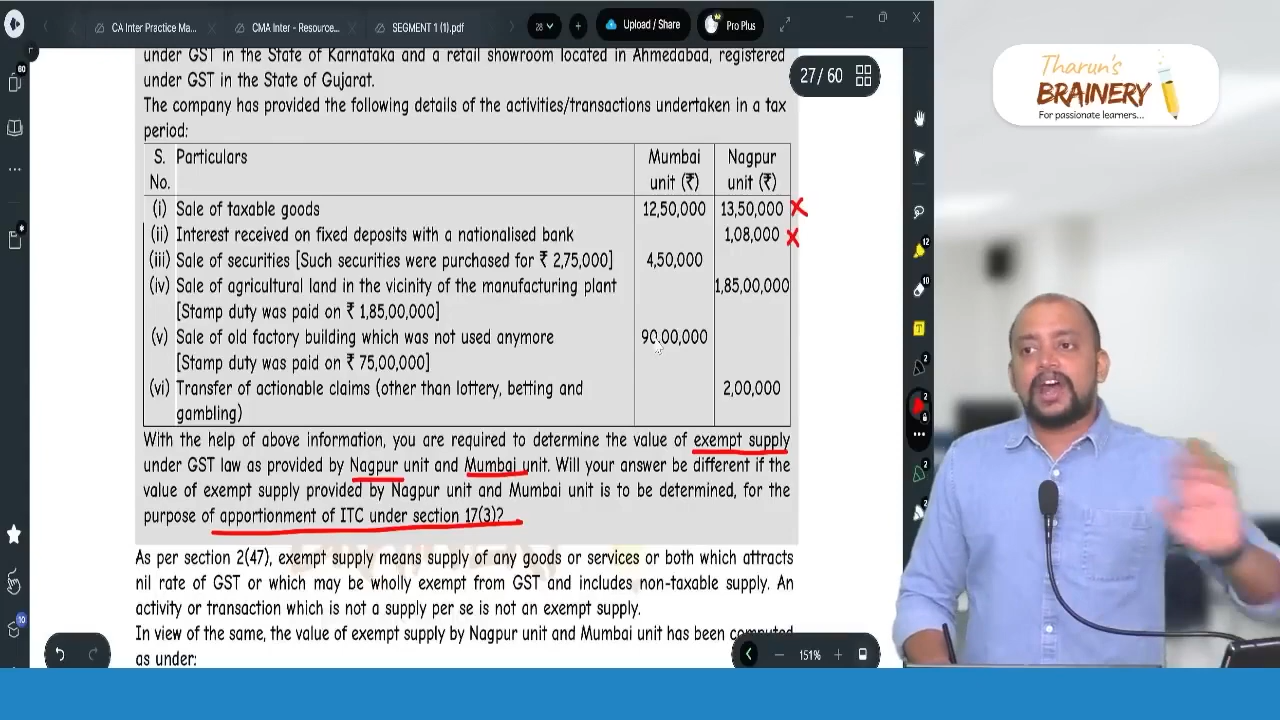 CA Inter Practice Ma...
CMA Inter - Resource...
SEGMENT 1 (1).pdf
28
Upload / Share
Pro Plus
under GST in the State of Karnataka and a retail showroom located in Ahmedabad, registered
under GST in the State of Gujarat.
27/60
The company has provided the following details of the activities/transactions undertaken in a tax
period:
S. No. Particulars Mumbai unit (₹) Nagpur unit (₹)
(i) Sale of taxable goods 12,50,000 13,50,000
(ii) Interest received on fixed deposits with a nationalised bank 1,08,000
(iii) Sale of securities [Such securities were purchased for ₹ 2,75,000] 4,50,000
(iv) Sale of agricultural land in the vicinity of the manufacturing plant 1,85,00,000
[Stamp duty was paid on ₹ 1,85,00,000]
(v) Sale of old factory building which was not used anymore 90,00,000
[Stamp duty was paid on ₹ 75,00,000]
(vi) Transfer of actionable claims (other than lottery, betting and 2,00,000
gambling)
With the help of above information, you are required to determine the value of exempt supply
under GST law as provided by Nagpur unit and Mumbai unit. Will your answer be different if the
value of exempt supply provided by Nagpur unit and Mumbai unit is to be determined, for the
purpose of apportionment of ITC under section 17(3)?
As per section 2(47), exempt supply means supply of any goods or services or both which attracts
nil rate of GST or which may be wholly exempt from GST and includes non-taxable supply. An
activity or transaction which is not a supply per se is not an exempt supply.
In view of the same, the value of exempt supply by Nagpur unit and Mumbai unit has been computed
as under:
151%
Tharun's
BRAINERY
For passionate learners...